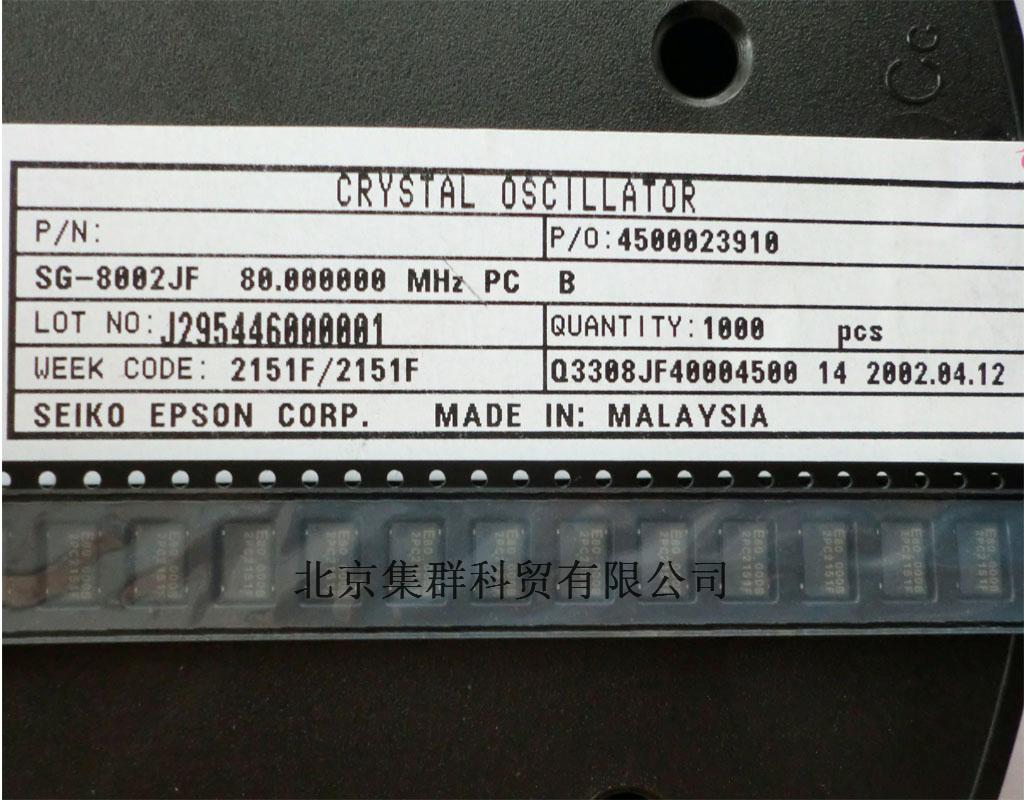 CRYSTAL OSCILLATOR
P/N: P/O:4500023910
SG-8002JF 80.000000 MHz PC B
LOT NO:J295446000001 QUANTITY:1000 pcs
WEEK CODE: 2151F/2151F Q3308JF40004500 14 2002.04.12
SEIKO EPSON CORP. MADE IN: MALAYSIA
北京集群科贸有限公司